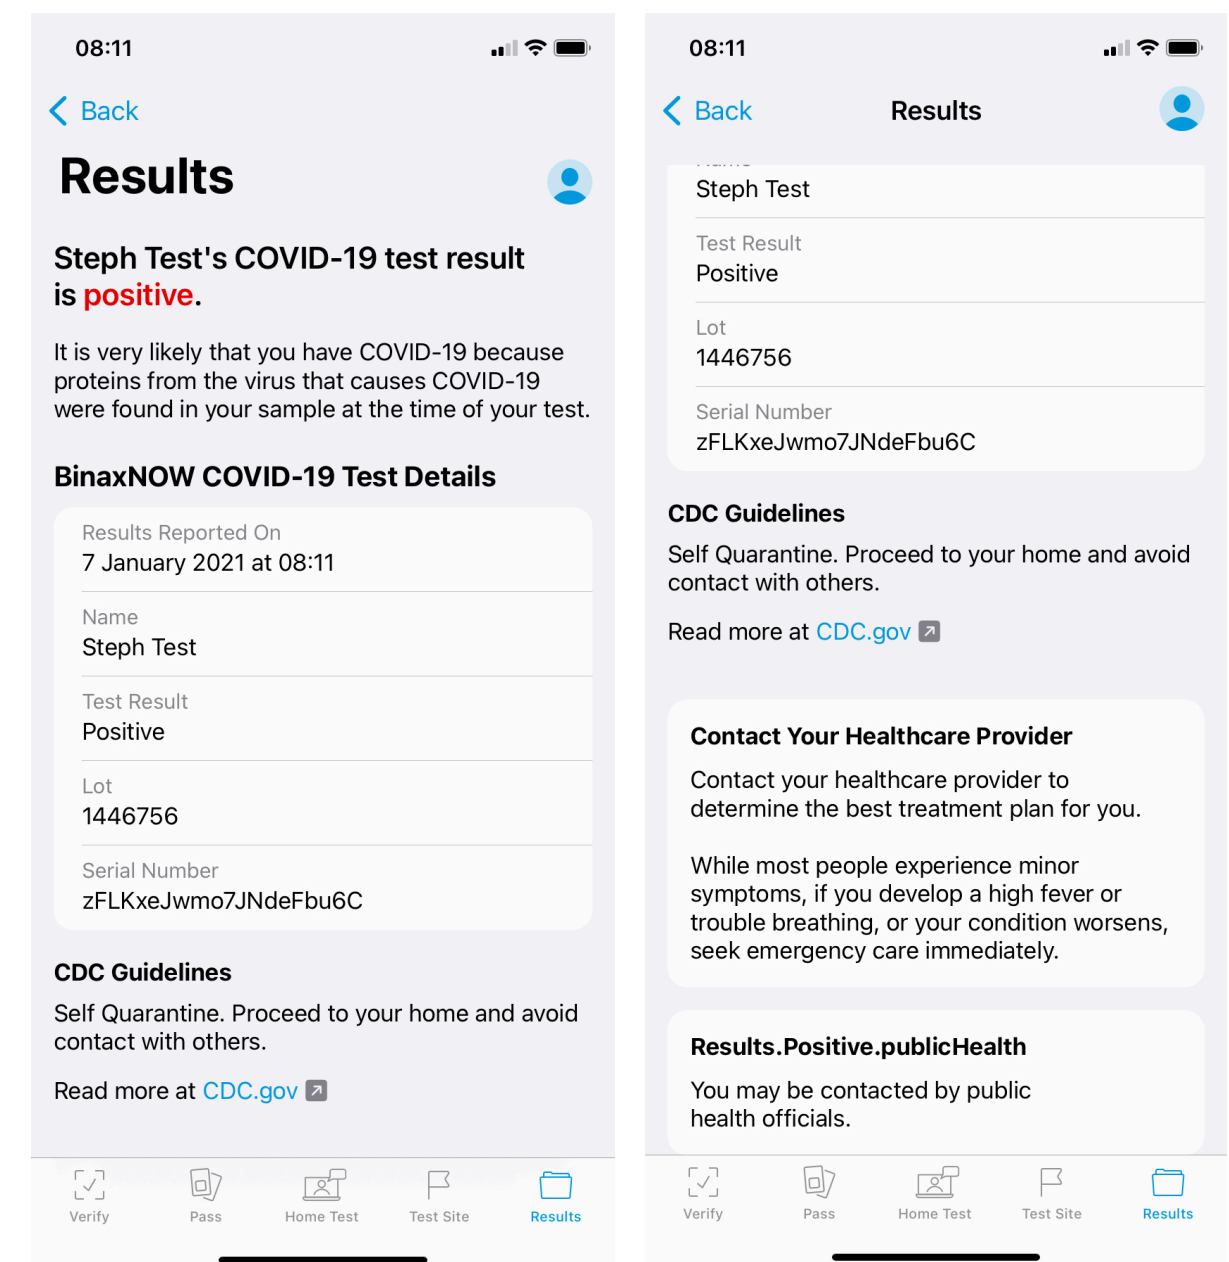 08:11
Back
Results
Steph Test's COVID-19 test result
is positive.
It is very likely that you have COVID-19 because
proteins from the virus that causes COVID-19
were found in your sample at the time of your test.
BinaxNOW COVID-19 Test Details
Results Reported On
7 January 2021 at 08:11
Name
Steph Test
Test Result
Positive
Lot
1446756
Serial Number
zFLKxeJwmo7JNdeFbu6C
CDC Guidelines
Self Quarantine. Proceed to your home and avoid
contact with others.
Read more at CDC.gov
Verify
Pass
Home Test
Test Site
Results
08:11
Back
Results
Steph Test
Test Result
Positive
Lot
1446756
Serial Number
zFLKxeJwmo7JNdeFbu6C
CDC Guidelines
Self Quarantine. Proceed to your home and avoid
contact with others.
Read more at CDC.gov
Contact Your Healthcare Provider
Contact your healthcare provider to
determine the best treatment plan for you.
While most people experience minor
symptoms, if you develop a high fever or
trouble breathing, or your condition worsens,
seek emergency care immediately.
Results.Positive.publicHealth
You may be contacted by public
health officials.
Verify
Pass
Home Test
Test Site
Results